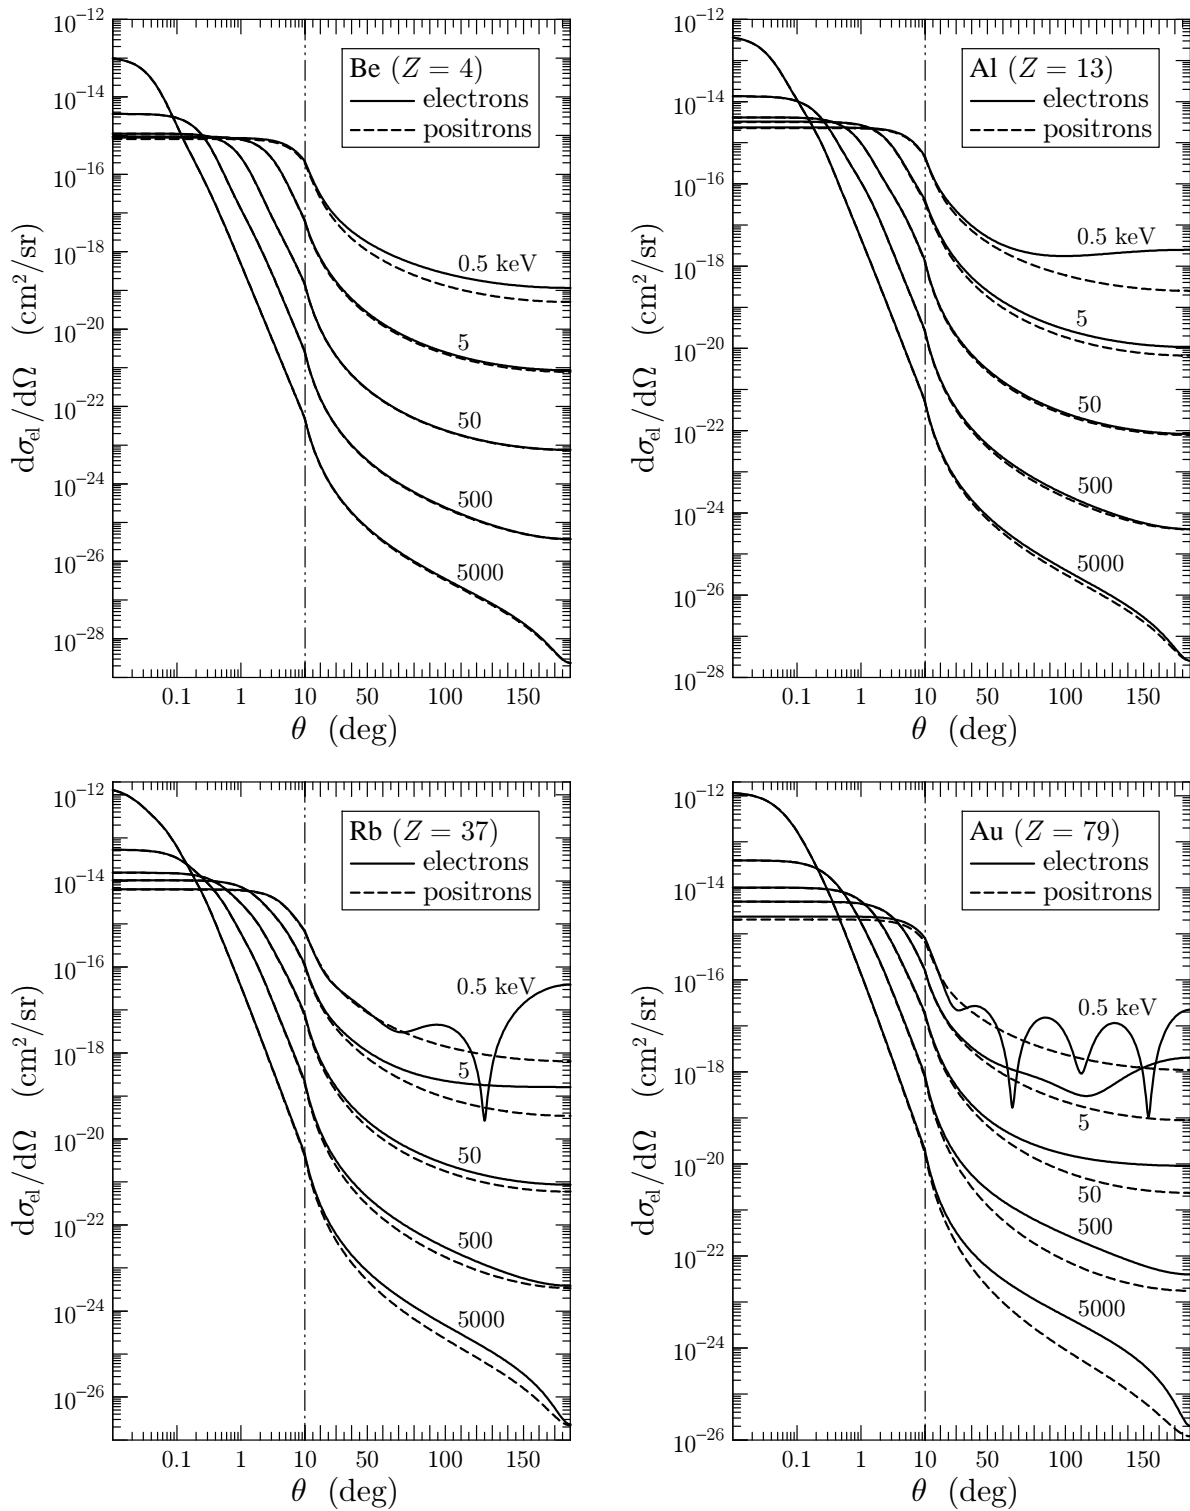 Be (Z = 4)
electrons
positrons
10⁻¹²
10⁻¹⁴
10⁻¹⁶
10⁻¹⁸
10⁻²⁰
10⁻²²
10⁻²⁴
10⁻²⁶
10⁻²⁸
dσₑₗ/dΩ (cm²/sr)
0.5 keV
5
50
500
5000
0.1 1 10 50 100 150
θ (deg)
Al (Z = 13)
electrons
positrons
10⁻¹²
10⁻¹⁴
10⁻¹⁶
10⁻¹⁸
10⁻²⁰
10⁻²²
10⁻²⁴
10⁻²⁶
10⁻²⁸
dσₑₗ/dΩ (cm²/sr)
0.5 keV
5
50
500
5000
0.1 1 10 50 100 150
θ (deg)
Rb (Z = 37)
electrons
positrons
10⁻¹²
10⁻¹⁴
10⁻¹⁶
10⁻¹⁸
10⁻²⁰
10⁻²²
10⁻²⁴
10⁻²⁶
dσₑₗ/dΩ (cm²/sr)
0.5 keV
5
50
500
5000
0.1 1 10 50 100 150
θ (deg)
Au (Z = 79)
electrons
positrons
10⁻¹²
10⁻¹⁴
10⁻¹⁶
10⁻¹⁸
10⁻²⁰
10⁻²²
10⁻²⁴
10⁻²⁶
dσₑₗ/dΩ (cm²/sr)
0.5 keV
5
50
500
5000
0.1 1 10 50 100 150
θ (deg)